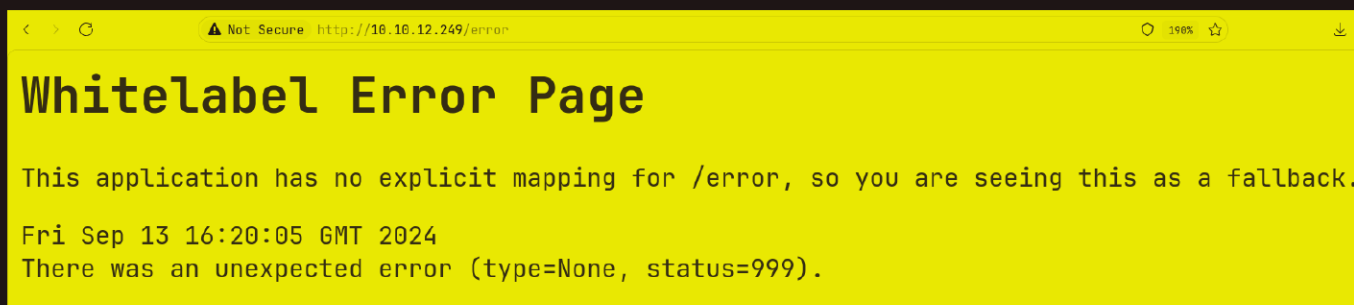 Not Secure http://10.10.12.249/error 190%
Whitelabel Error Page
This application has no explicit mapping for /error, so you are seeing this as a fallback.
Fri Sep 13 16:20:05 GMT 2024
There was an unexpected error (type=None, status=999).